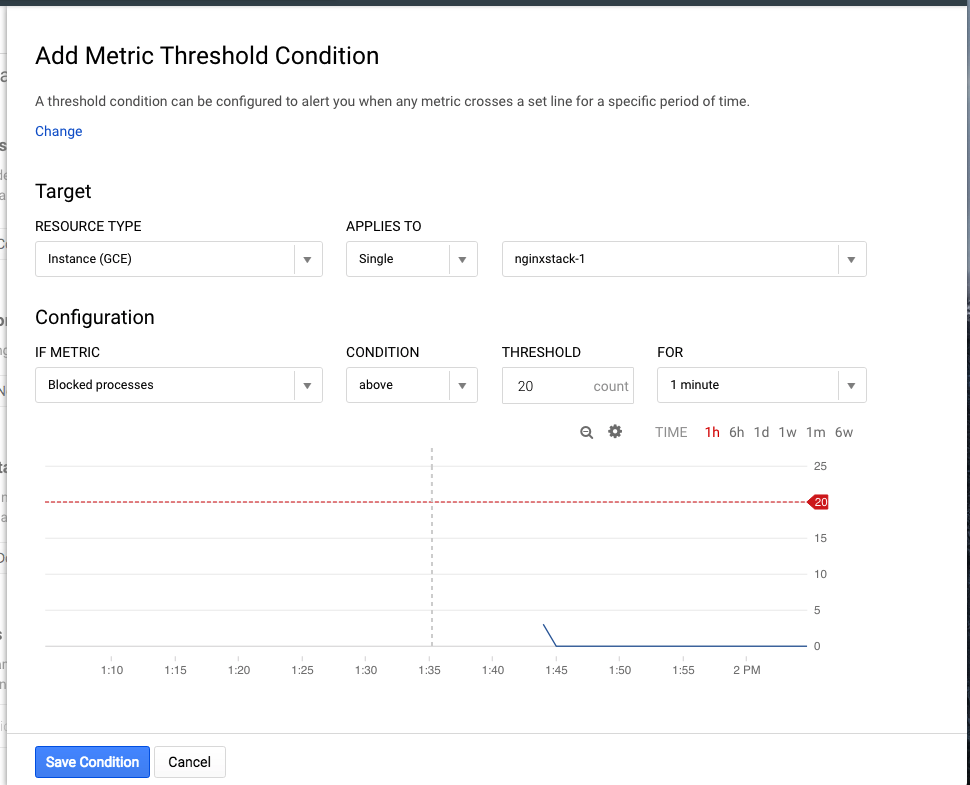 Add Metric Threshold Condition
A threshold condition can be configured to alert you when any metric crosses a set line for a specific period of time.
Change
Target
RESOURCE TYPE APPLIES TO
Instance (GCE) Single nginxstack-1
Configuration
IF METRIC CONDITION THRESHOLD FOR
Blocked processes above 20 count 1 minute
TIME 1h 6h 1d 1w 1m 6w
25
20
15
10
5
0
1:10 1:15 1:20 1:25 1:30 1:35 1:40 1:45 1:50 1:55 2 PM
Save Condition Cancel